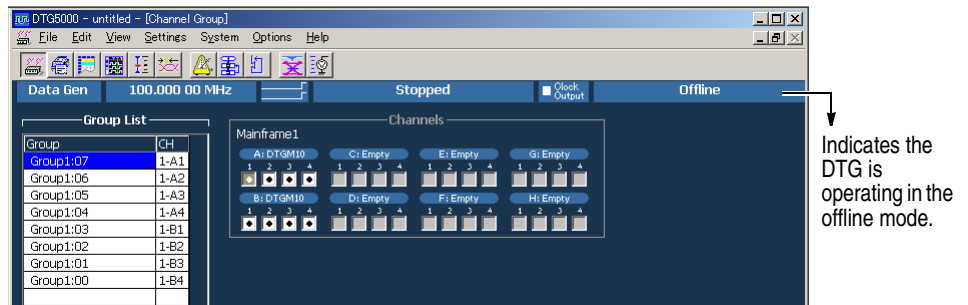 DTG5000 - untitled - [Channel Group]
File Edit View Settings System Options Help
Data Gen 100.000 00 MHz Stopped Clock Output Offline
Group List
Group CH
Group1:07 1-A1
Group1:06 1-A2
Group1:05 1-A3
Group1:04 1-A4
Group1:03 1-B1
Group1:02 1-B2
Group1:01 1-B3
Group1:00 1-B4
Channels
Mainframe1
A: DTGM10 C: Empty E: Empty G: Empty
1 2 3 4 1 2 3 4 1 2 3 4 1 2 3 4
B: DTGM10 D: Empty F: Empty H: Empty
1 2 3 4 1 2 3 4 1 2 3 4 1 2 3 4
Indicates the
DTG is
operating in the
offline mode.